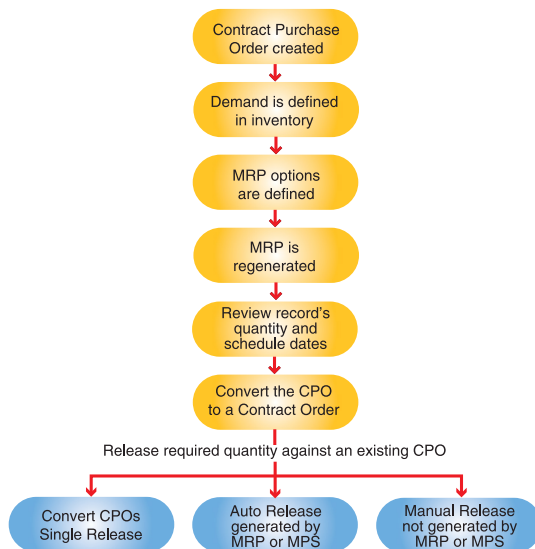 Contract Purchase
Order created
Demand is defined
in inventory
MRP options
are defined
MRP is
regenerated
Review record's
quantity and
schedule dates
Convert the CPO
to a Contract Order
Release required quantity against an existing CPO
Convert CPOs
Single Release
Auto Release
generated by
MRP or MPS
Manual Release
not generated by
MRP or MPS